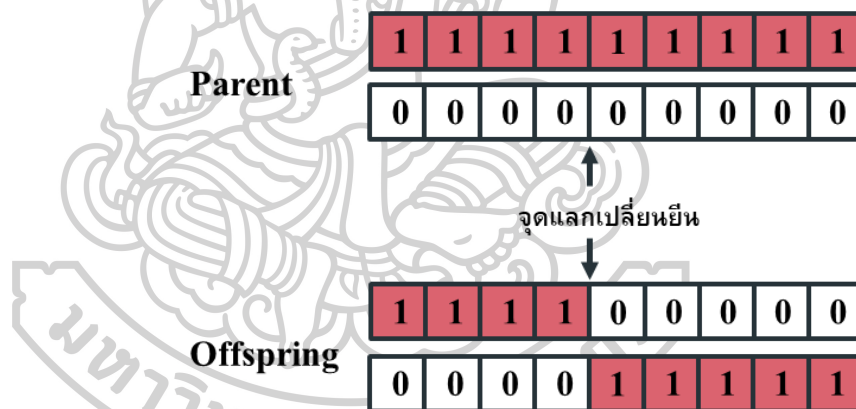 1 1 1 1 1 1 1 1 1
Parent
0 0 0 0 0 0 0 0 0
จุดแลกเปลี่ยนยีน
1 1 1 1 0 0 0 0 0
Offspring
0 0 0 0 1 1 1 1 1